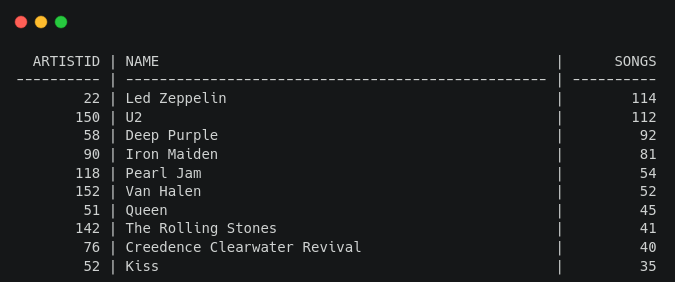 ARTISTID | NAME | SONGS
---------- | -------------------------------------------------- | ----------
22 | Led Zeppelin | 114
150 | U2 | 112
58 | Deep Purple | 92
90 | Iron Maiden | 81
118 | Pearl Jam | 54
152 | Van Halen | 52
51 | Queen | 45
142 | The Rolling Stones | 41
76 | Creedence Clearwater Revival | 40
52 | Kiss | 35